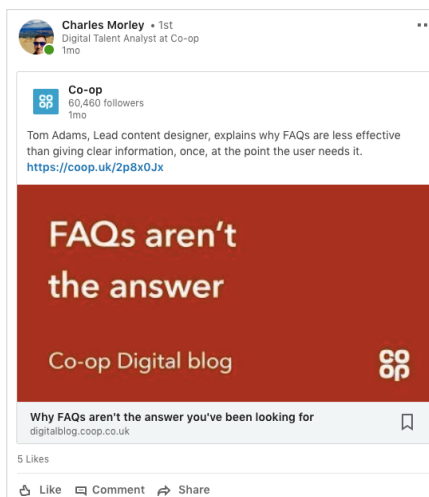 Charles Morley • 1st
Digital Talent Analyst at Co-op
1mo
Co-op
60,460 followers
1mo
Tom Adams, Lead content designer, explains why FAQs are less effective
than giving clear information, once, at the point the user needs it.
https://coop.uk/2p8x0Jx
FAQs aren't
the answer
Co-op Digital blog
CO
OP
Why FAQs aren't the answer you've been looking for
digitalblog.coop.co.uk
5 Likes
Like Comment Share